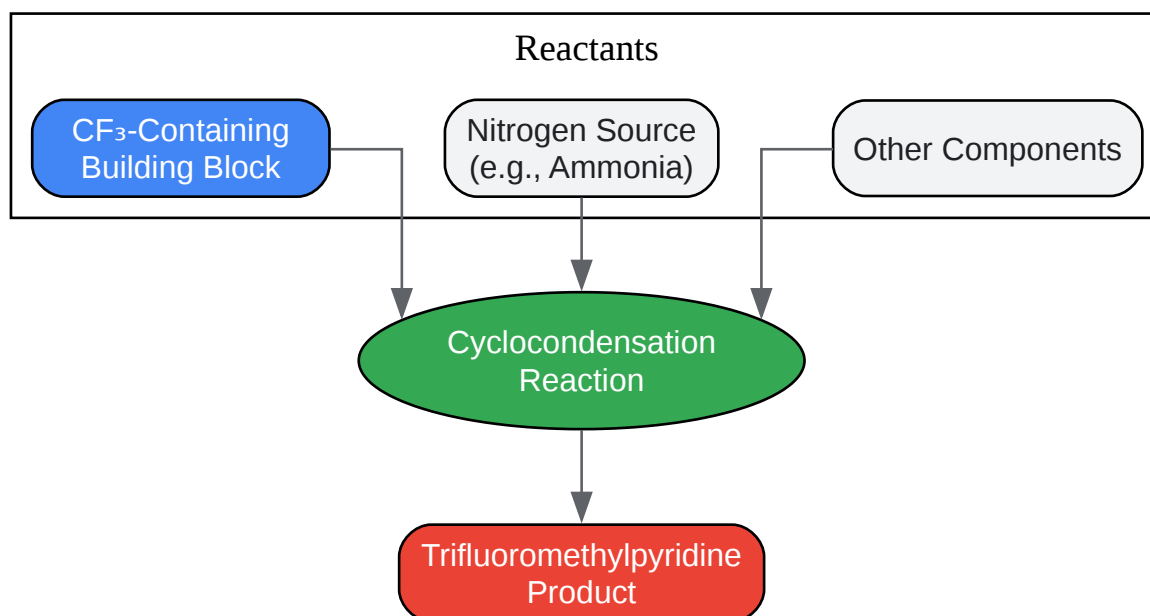 Reactants
CF₃-Containing
Building Block
Nitrogen Source
(e.g., Ammonia)
Other Components
Cyclocondensation
Reaction
Trifluoromethylpyridine
Product